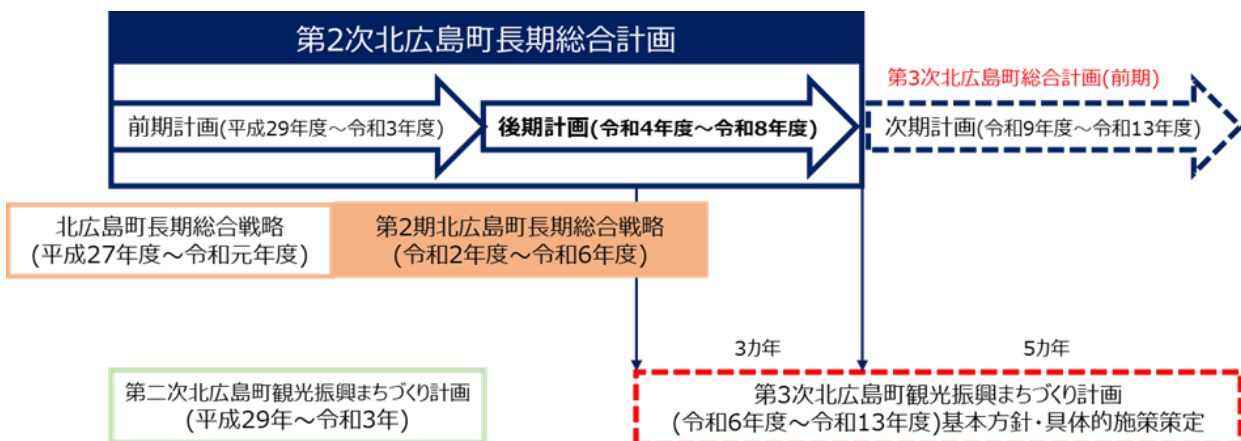 第2次北広島町長期総合計画
第3次北広島町総合計画(前期)
前期計画(平成29年度～令和3年度)
後期計画(令和4年度～令和8年度)
次期計画(令和9年度～令和13年度)
北広島町長期総合戦略
(平成27年度～令和元年度)
第2期北広島町長期総合戦略
(令和2年度～令和6年度)
3カ年
5カ年
第二次北広島町観光振興まちづくり計画
(平成29年～令和3年)
第3次北広島町観光振興まちづくり計画
(令和6年度～令和13年度)基本方針・具体的施策策定